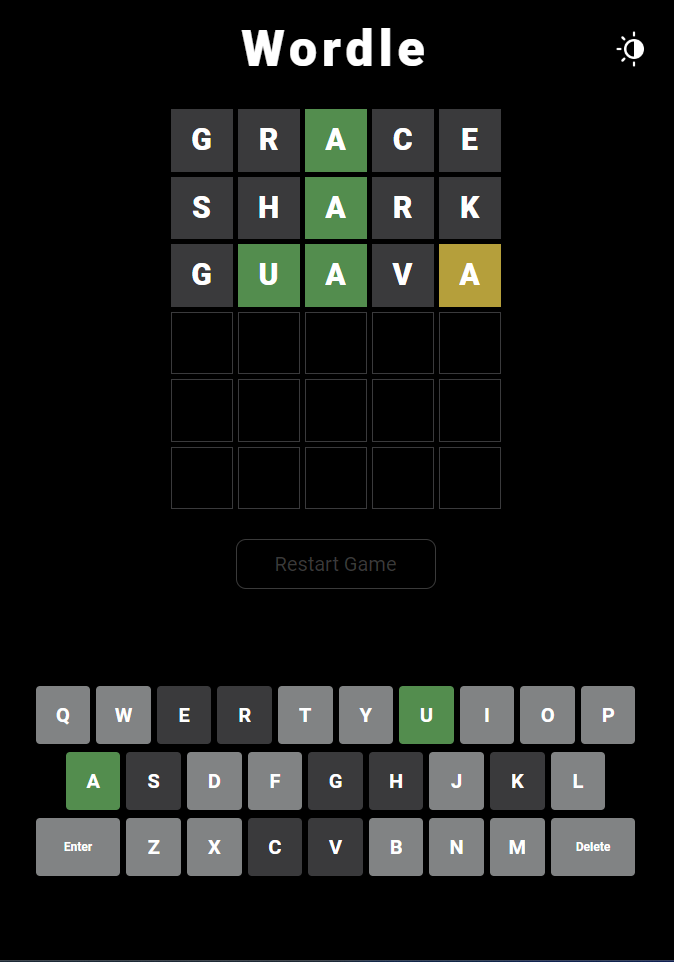 Wordle
G R A C E
S H A R K
G U A V A
Restart Game
Q W E R T Y U I O P
A S D F G H J K L
Enter Z X C V B N M Delete